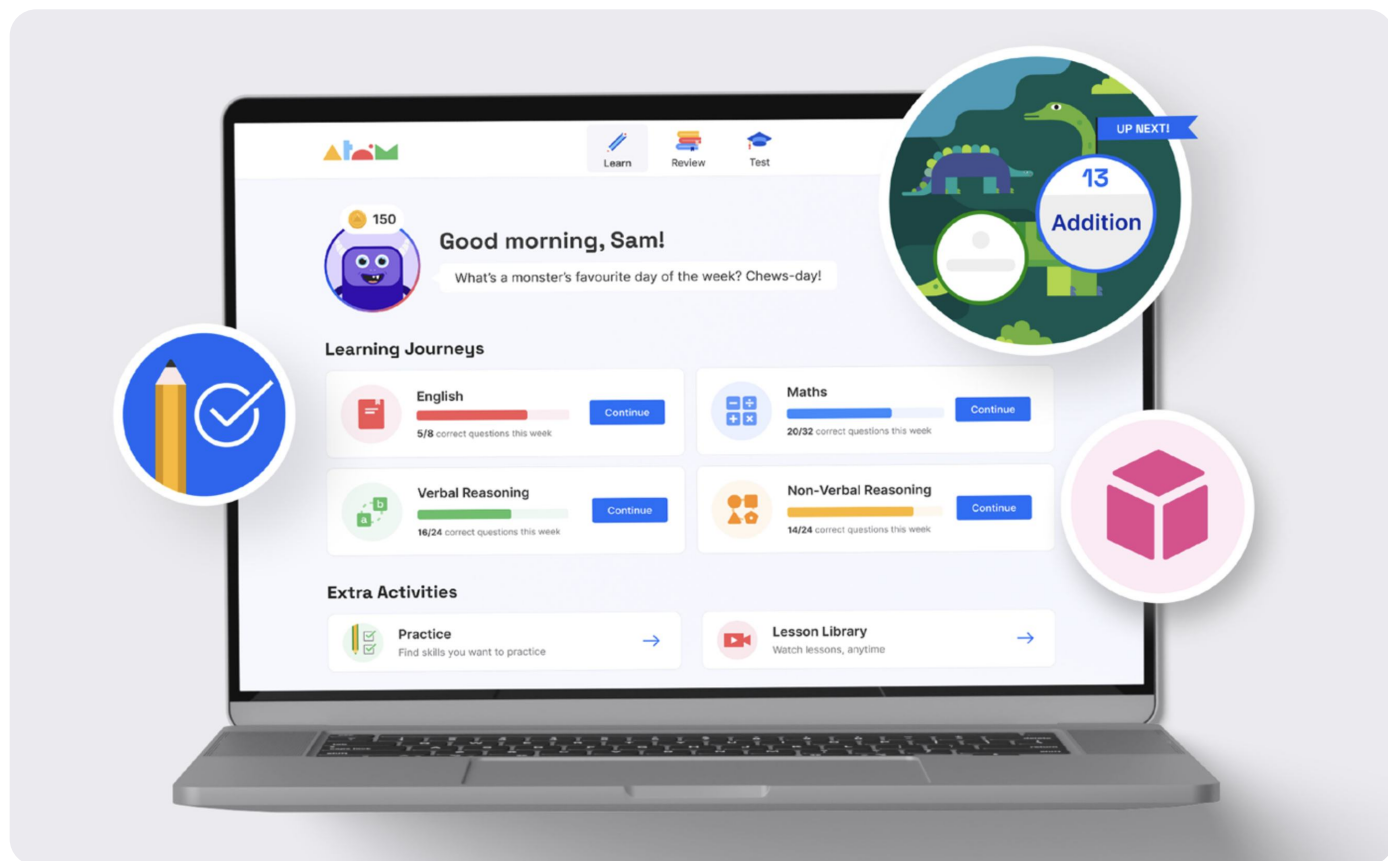 Atom
Learn
Review
Test
UP NEXT!
13
Addition
150
Good morning, Sam!
What's a monster's favourite day of the week? Chews-day!
Learning Journeys
English
5/8 correct questions this week
Continue
Maths
20/32 correct questions this week
Continue
Verbal Reasoning
16/24 correct questions this week
Continue
Non-Verbal Reasoning
14/24 correct questions this week
Continue
a
b
Extra Activities
Practice
Find skills you want to practice
Lesson Library
Watch lessons, anytime